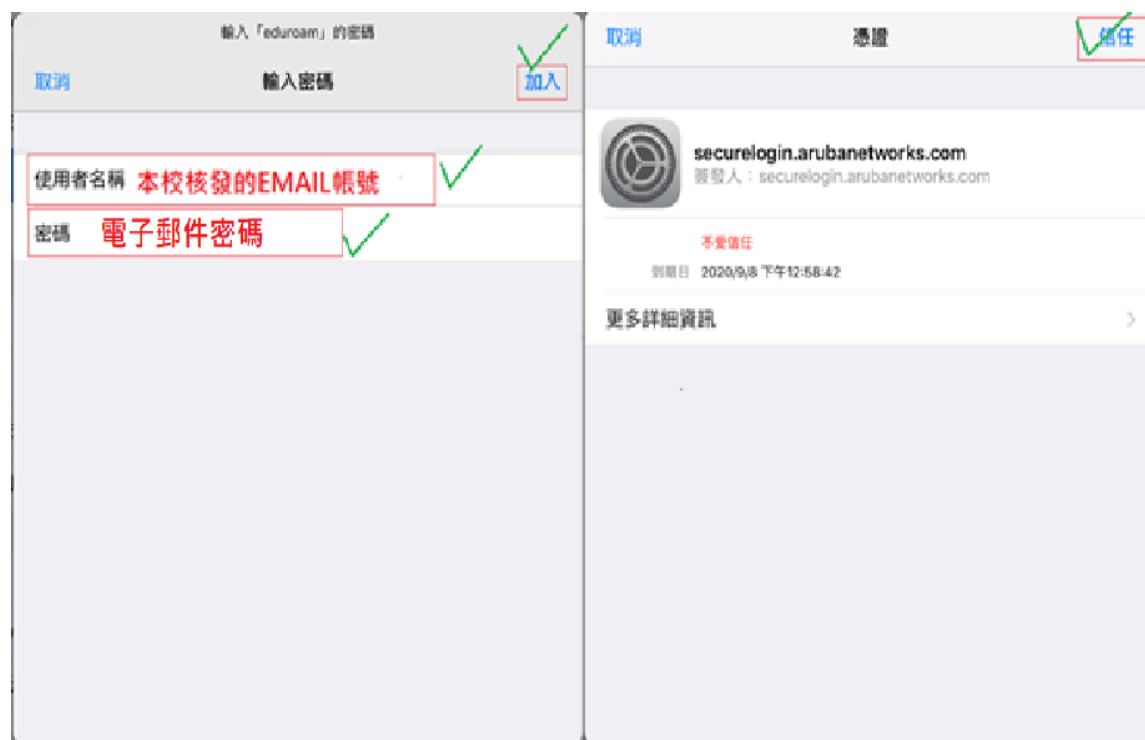 輸入「eduroam」的密碼
取消 輸入密碼 加入
使用者名稱 本校核發的EMAIL帳號
密碼 電子郵件密碼
取消 憑證 信任
securelogin.arubanetworks.com
簽發人：securelogin.arubanetworks.com
不受信任
到期日 2020/9/8 下午12:58:42
更多詳細資訊